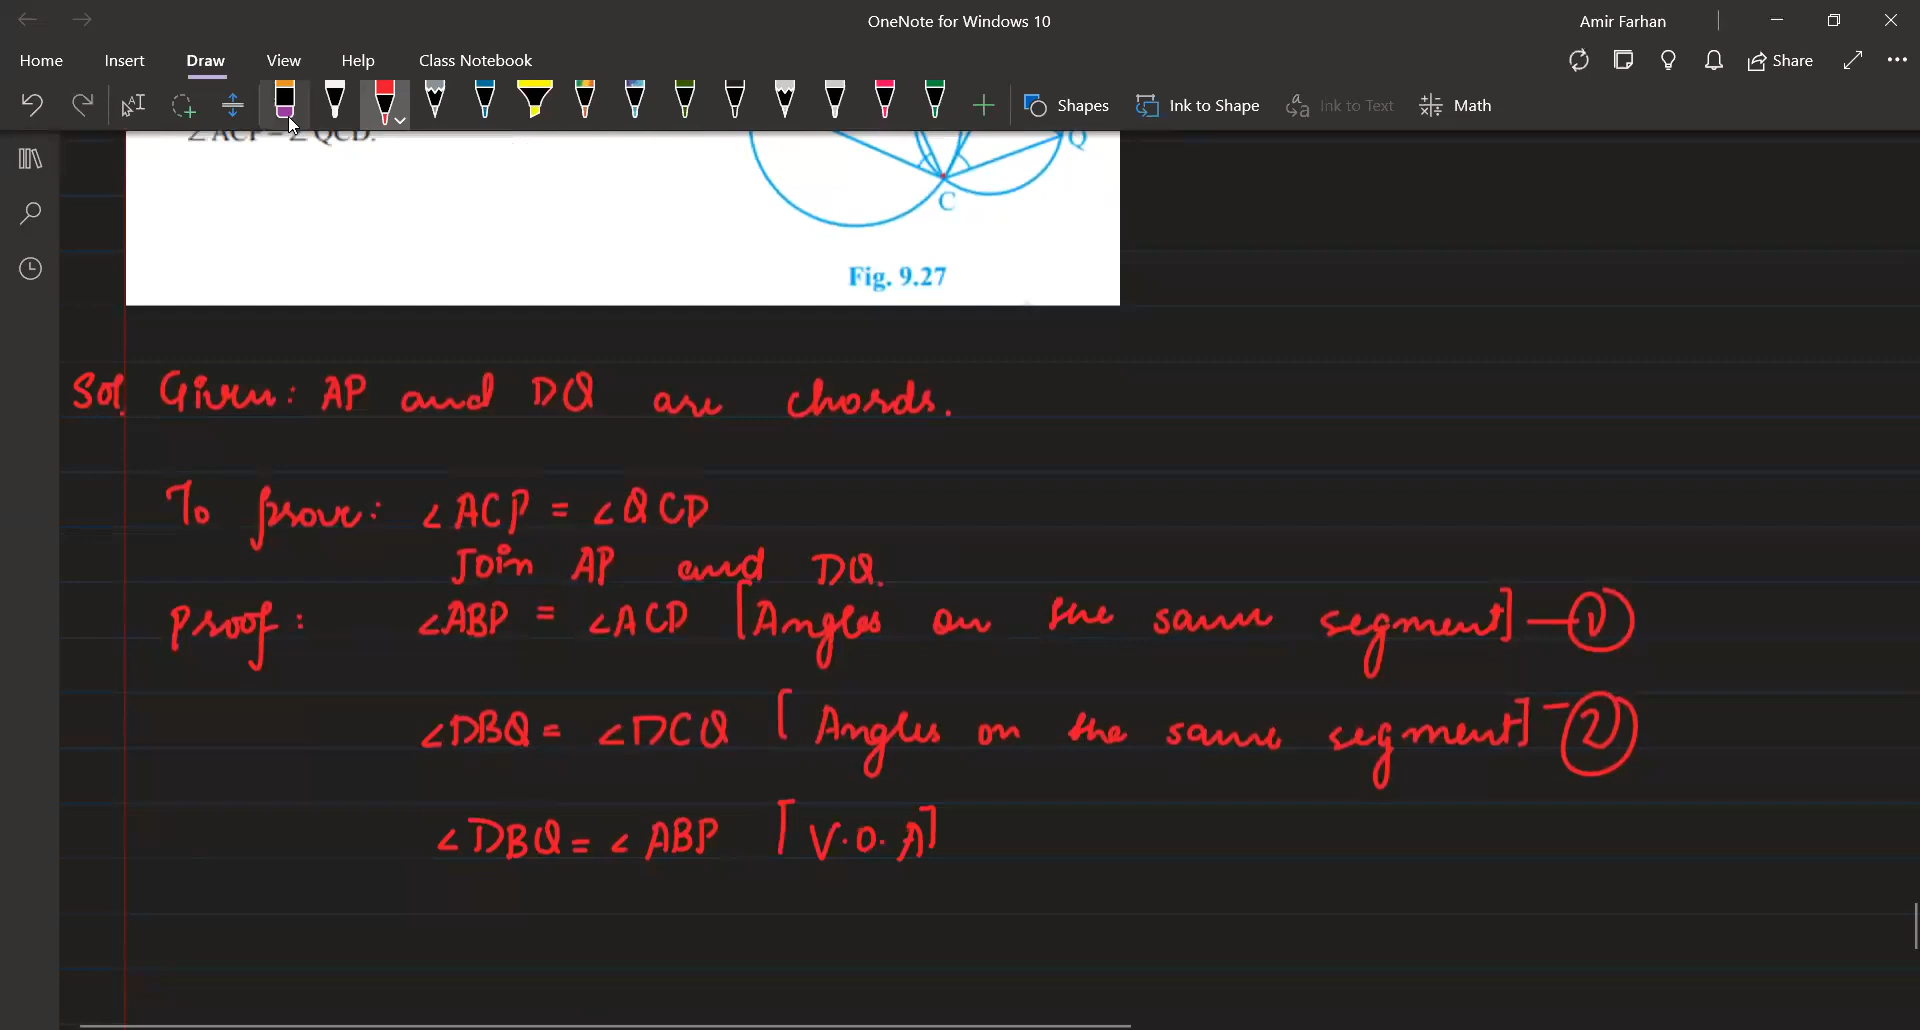 OneNote for Windows 10
Amir Farhan
Home Insert Draw View Help Class Notebook
Share
Shapes Ink to Shape Ink to Text Math
∠ACP = ∠QCD.
Q
C
Fig. 9.27
Sol. Given: AP and DQ are chords.
To prove: ∠ACP = ∠QCD
Join AP and DQ.
Proof: ∠ABP = ∠ACD [Angles on the same segment] — ①
∠DBQ = ∠DCQ [Angles on the same segment] — ②
∠DBQ = ∠ABP [V.O.A]